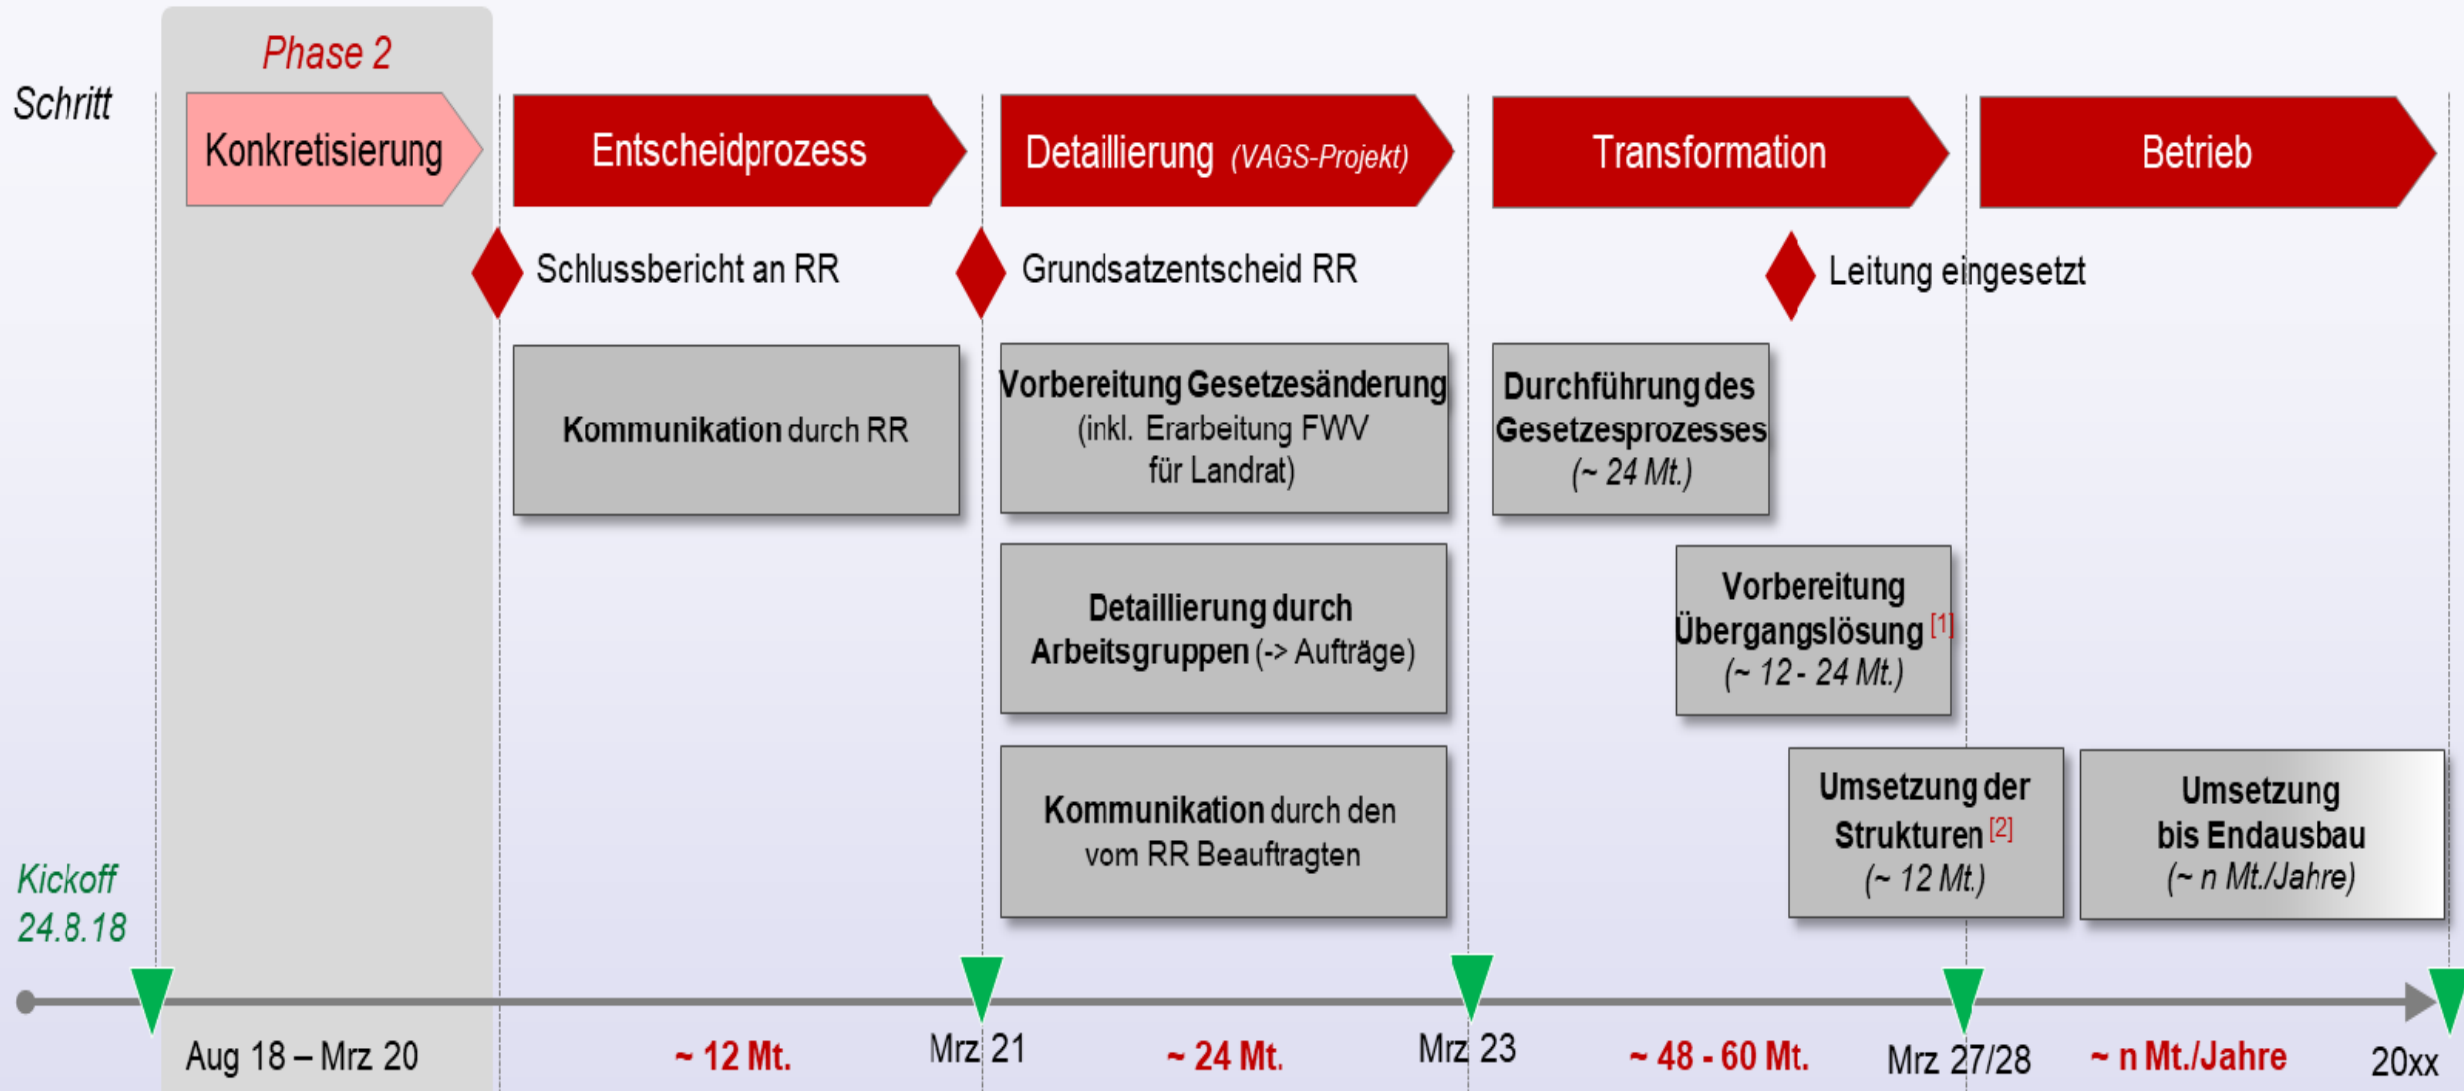 Phase 2
Schritt
Konkretisierung
Entscheidprozess
Detaillierung (VAGS-Projekt)
Transformation
Betrieb
Schlussbericht an RR
Grundsatzentscheid RR
Leitung eingesetzt
Kommunikation durch RR
Vorbereitung Gesetzesänderung
(inkl. Erarbeitung FWV
für Landrat)
Durchführung des
Gesetzesprozesses
(~ 24 Mt.)
Detaillierung durch
Arbeitsgruppen (-> Aufträge)
Vorbereitung
Übergangslösung [1]
(~ 12 - 24 Mt.)
Kommunikation durch den
vom RR Beauftragten
Umsetzung der
Strukturen [2]
(~ 12 Mt.)
Umsetzung
bis Endausbau
(~ n Mt./Jahre)
Kickoff
24.8.18
Aug 18 – Mrz 20
~ 12 Mt.
Mrz 21
~ 24 Mt.
Mrz 23
~ 48 - 60 Mt.
Mrz 27/28
~ n Mt./Jahre
20xx